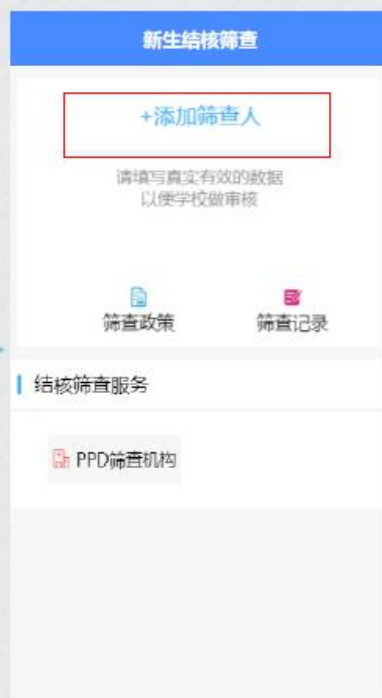 新生结核筛查
+添加筛查人
请填写真实有效的数据
以便学校做审核
筛查政策
筛查记录
结核筛查服务
PPD筛查机构